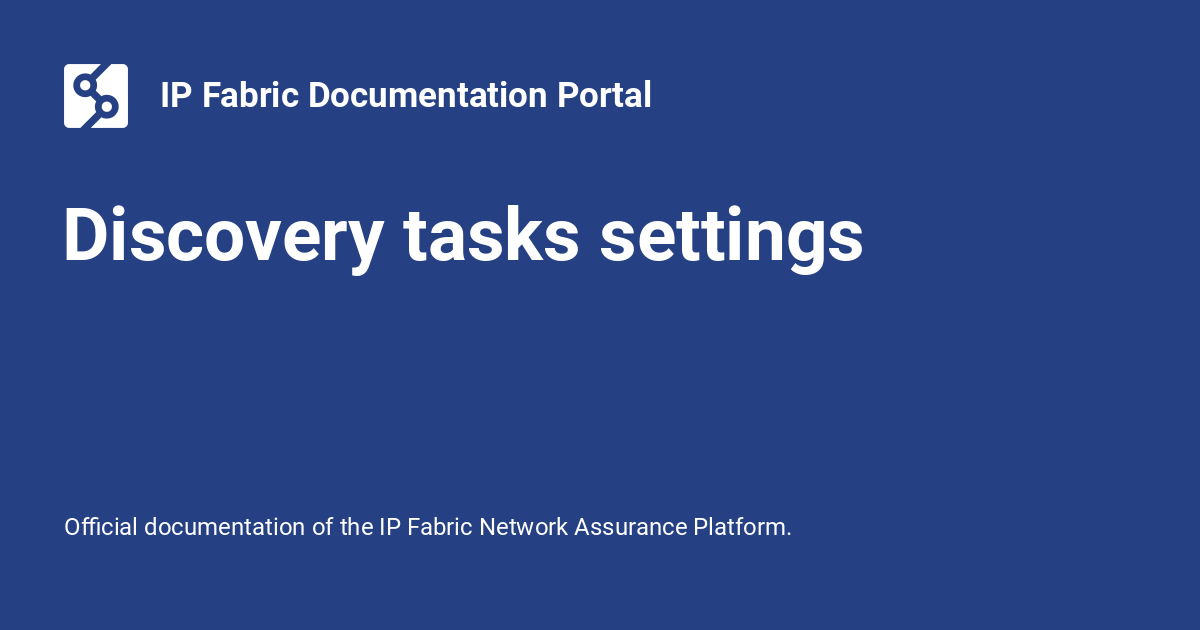 IP Fabric Documentation Portal
Discovery tasks settings
Official documentation of the IP Fabric Network Assurance Platform.